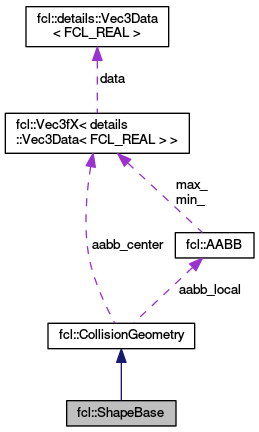 fcl::details::Vec3Data
< FCL_REAL >
data
fcl::Vec3fX< details
::Vec3Data< FCL_REAL > >
max_
min_
aabb_center
fcl::AABB
aabb_local
fcl::CollisionGeometry
fcl::ShapeBase